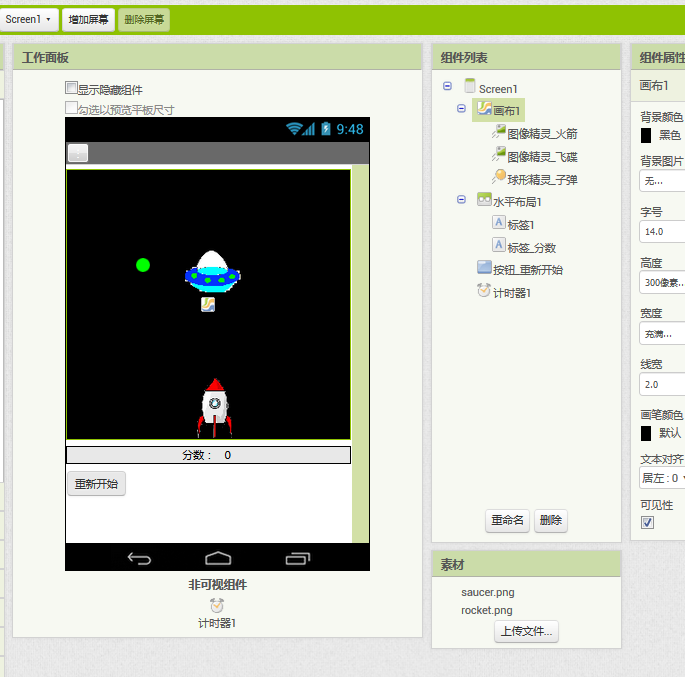 Screen1
增加屏幕
删除屏幕
工作面板
显示隐藏组件
勾选以预览平板尺寸
9:48
分数： 0
重新开始
非可视组件
计时器1
组件列表
Screen1
画布1
图像精灵_火箭
图像精灵_飞碟
球形精灵_子弹
水平布局1
A 标签1
A 标签_分数
按钮_重新开始
计时器1
重命名
删除
素材
saucer.png
rocket.png
上传文件...
组件属性
画布1
背景颜色
黑色
背景图片
无...
字号
14.0
高度
300像素..
宽度
充满...
线宽
2.0
画笔颜色
默认
文本对齐
居左 : 0
可见性